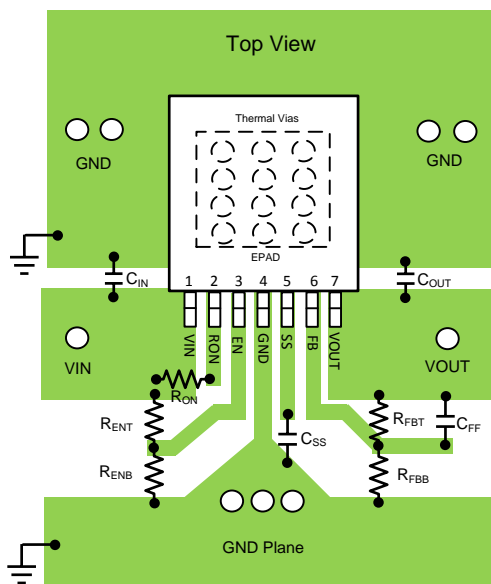 Top View
Thermal Vias
GND
GND
EPAD
1 2 3 4 5 6 7
CIN
COUT
VIN
RON
EN
GND
SS
FB
VOUT
VIN
VOUT
RON
RENT
RFBT
CFF
CSS
RENB
RFBB
GND Plane